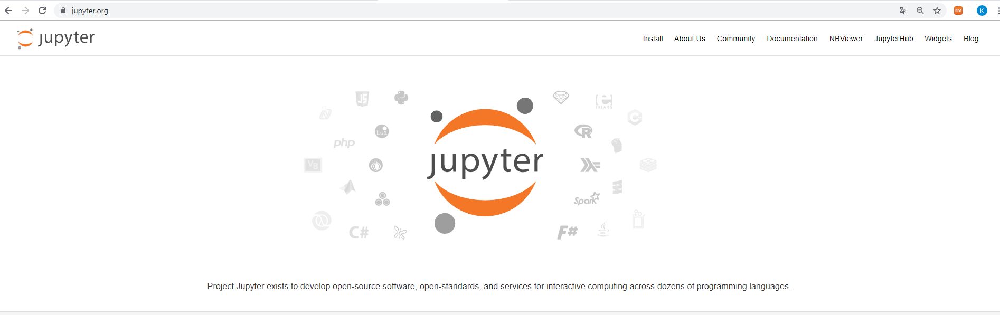 jupyter.org
EX
K
jupyter
Install About Us Community Documentation NBViewer JupyterHub Widgets Blog
JS
ERLANG
C
Lua
R
php
VB
jupyter
Spark
C#
F#
Project Jupyter exists to develop open-source software, open-standards, and services for interactive computing across dozens of programming languages.